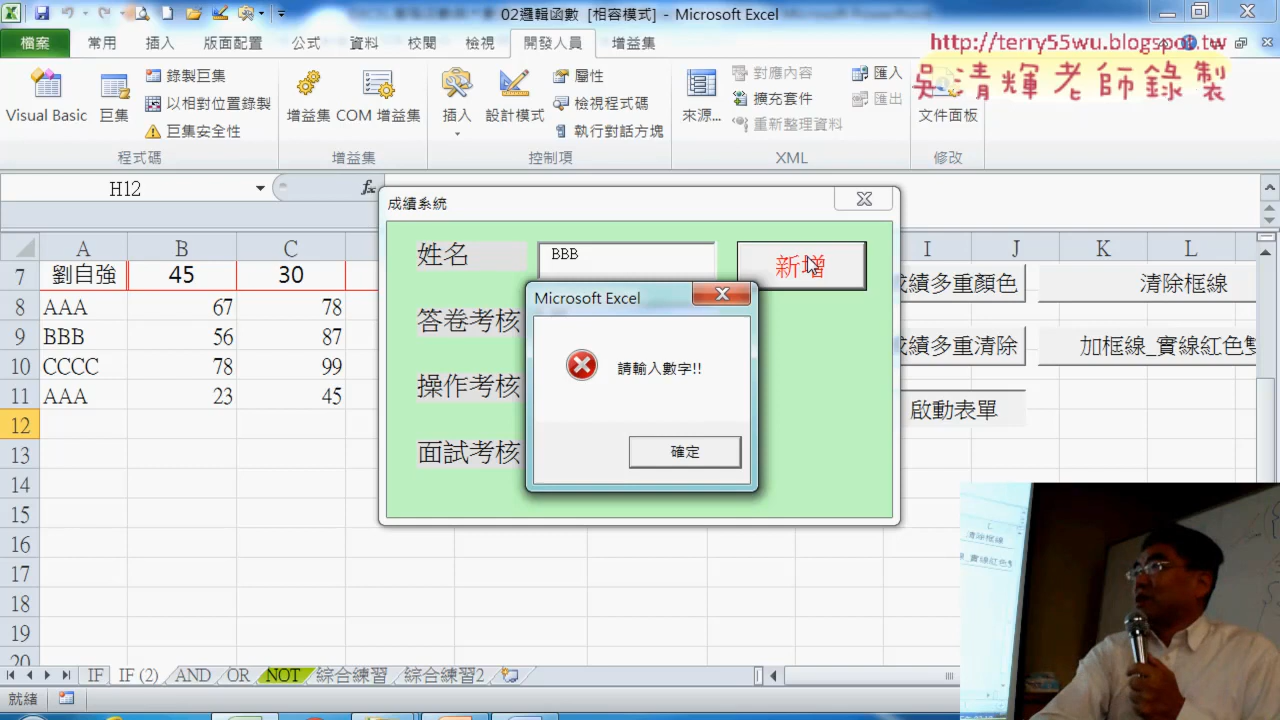 02邏輯函數 [相容模式] - Microsoft Excel
檔案 常用 插入 版面配置 公式 資料 校閱 檢視 開發人員 增益集
http://terry55wu.blogspot.tw
吳清輝老師錄製
Visual Basic 巨集 錄製巨集 以相對位置錄製 巨集安全性
增益集 COM 增益集
插入 設計模式 屬性 檢視程式碼 執行對話方塊
來源... 對應內容 擴充套件 重新整理資料 匯入 匯出
文件面板
程式碼 增益集 控制項 XML 修改
H12 fx
成績系統
姓名 BBB 新增
答卷考核
操作考核
面試考核
Microsoft Excel
請輸入數字!!
確定
A B C I J K L
7 劉自強 45 30
8 AAA 67 78
9 BBB 56 87
10 CCCC 78 99
11 AAA 23 45
12
13
14
15
16
17
18
19
20
成績多重顏色 清除框線
成績多重清除 加框線_實線紅色雙
啟動表單
IF IF (2) AND OR NOT 綜合練習 綜合練習2
就緒
L
清除框線